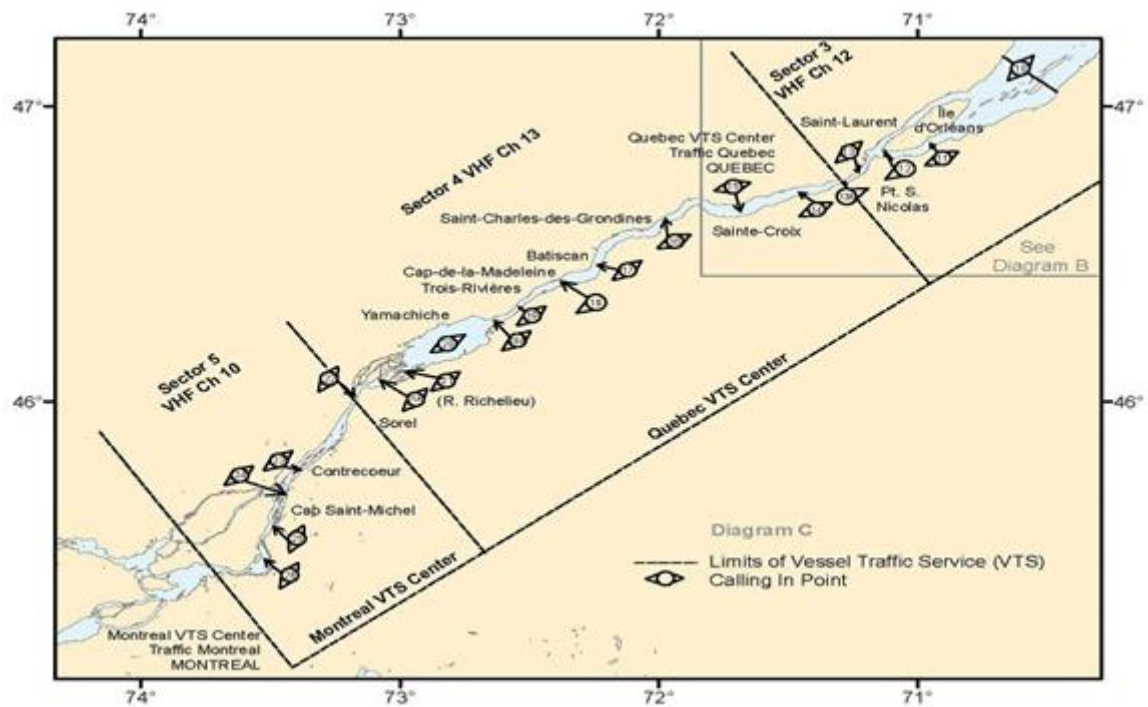 74°
73°
72°
71°
47°
47°
Sector 3
VHF Ch 12
Saint-Laurent
Île
d'Orléans
Quebec VTS Center
Traffic Quebec
QUEBEC
Sector 4 VHF Ch 13
Pt. S.
Nicolas
Saint-Charles-des-Grondines
Sainte-Croix
See
Diagram B
Batiscan
Cap-de-la-Madeleine
Trois-Rivières
Yamachiche
Sector 5
VHF Ch 10
46°
46°
(R. Richelieu)
Quebec VTS Center
Sorel
Contrecoeur
Cap Saint-Michel
Diagram C
Limits of Vessel Traffic Service (VTS)
Calling In Point
Montreal VTS Center
Montreal VTS Center
Traffic Montreal
MONTREAL
74°
73°
72°
71°